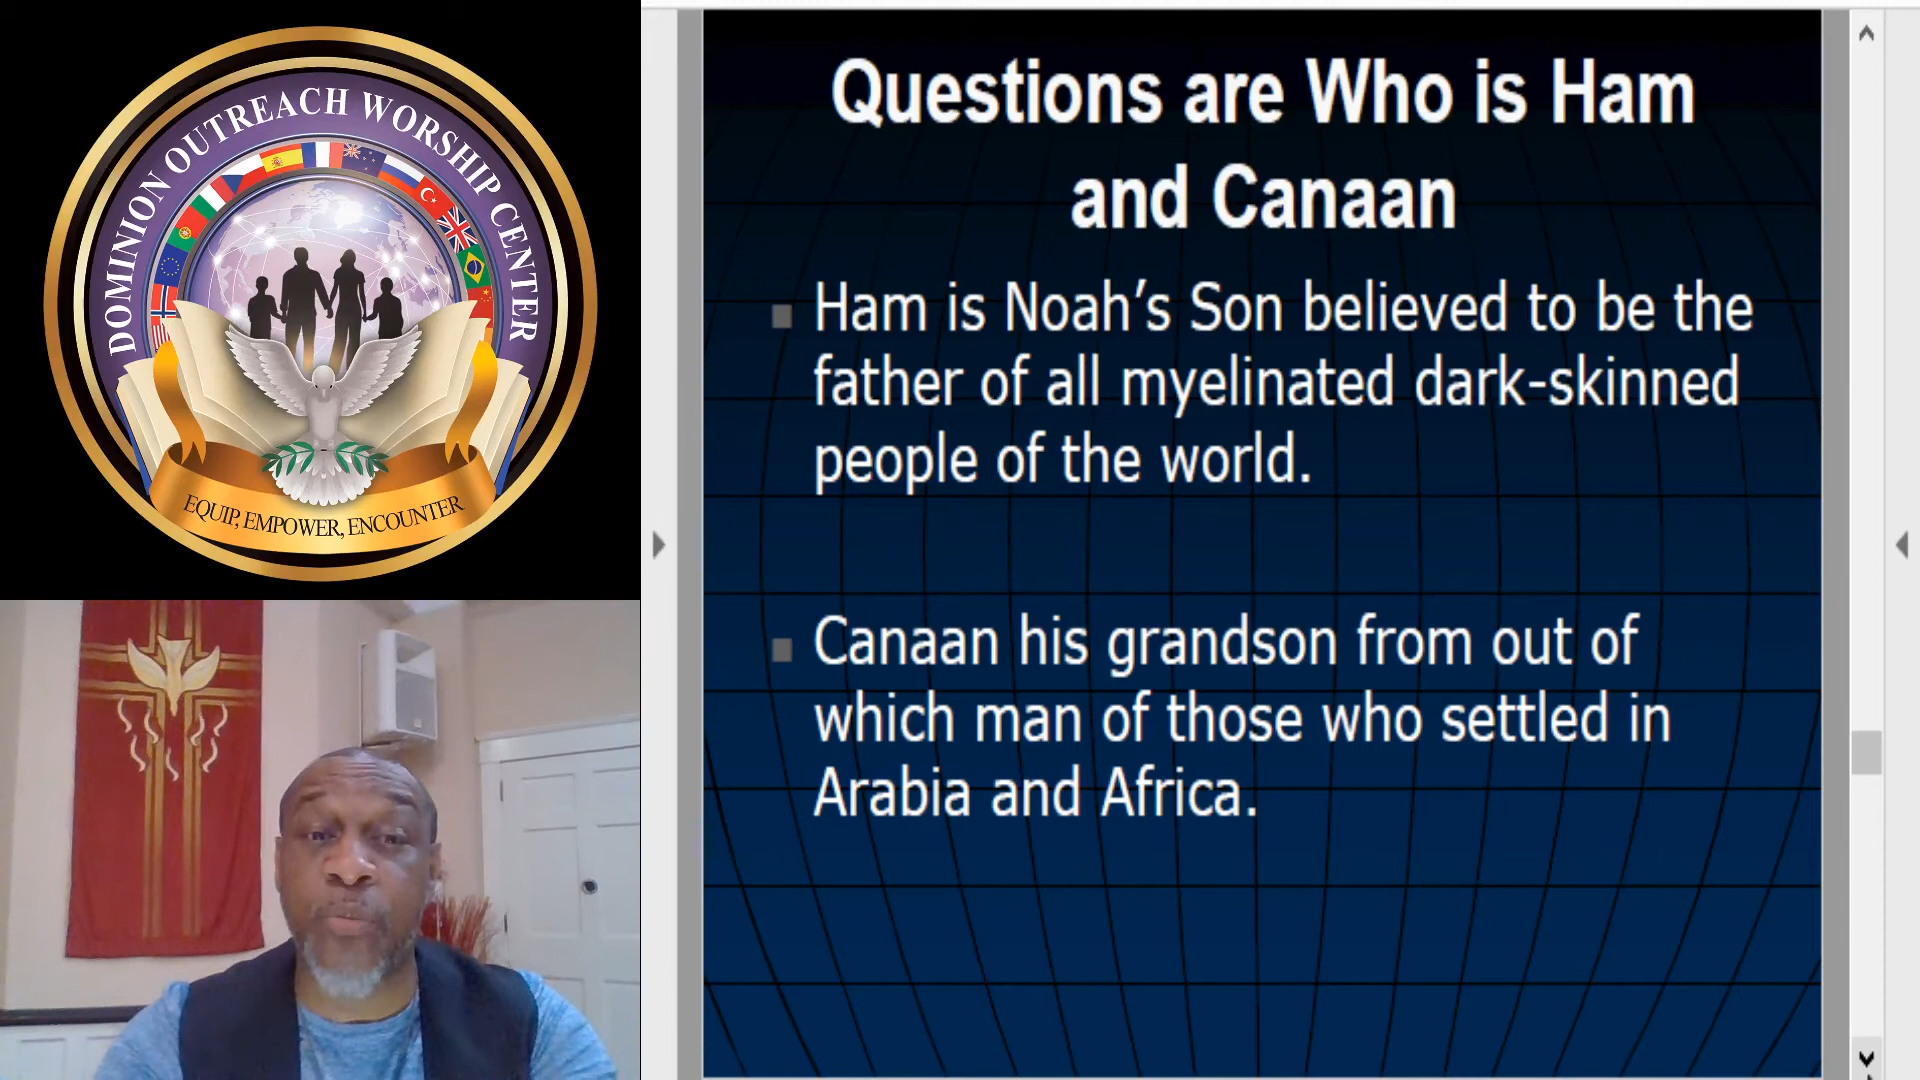 DOMINION OUTREACH WORSHIP CENTER
EQUIP, EMPOWER, ENCOUNTER
Questions are Who is Ham
and Canaan
Ham is Noah’s Son believed to be the
father of all myelinated dark-skinned
people of the world.
Canaan his grandson from out of
which man of those who settled in
Arabia and Africa.